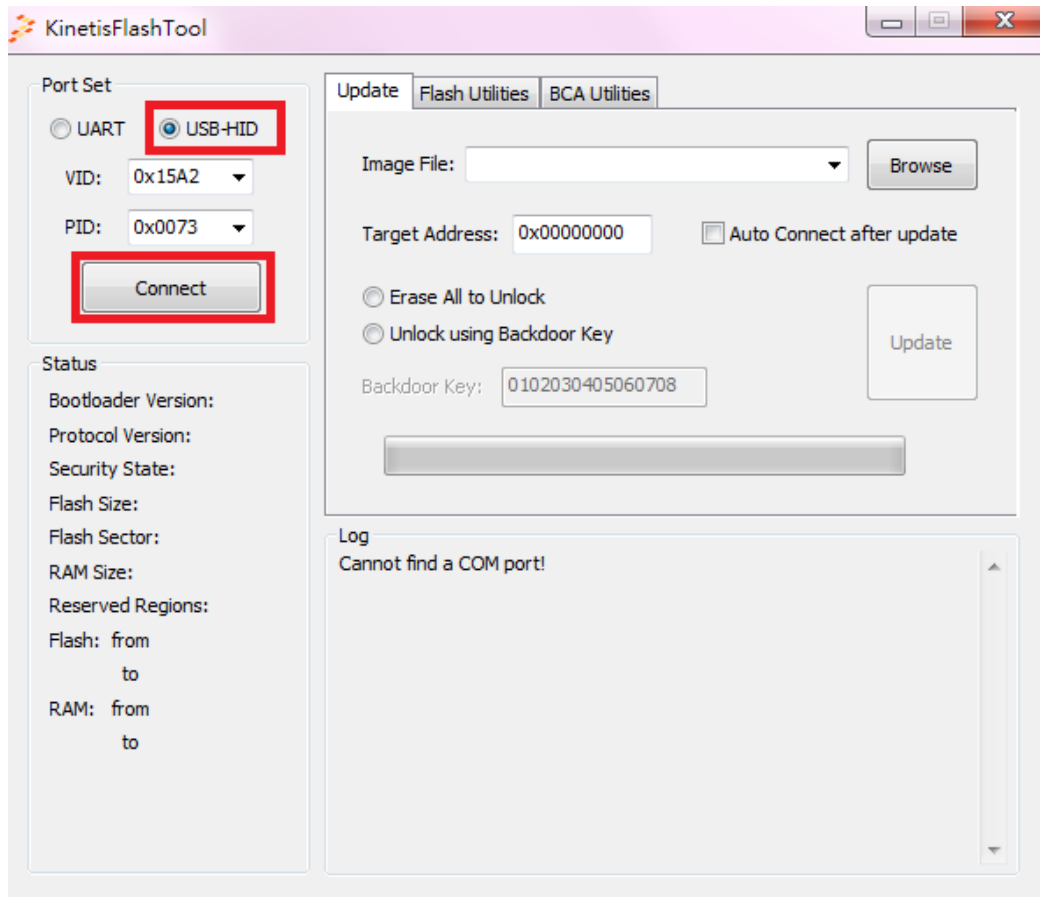 KinetisFlashTool
Port Set
UART USB-HID
VID: 0x15A2
PID: 0x0073
Connect
Status
Bootloader Version:
Protocol Version:
Security State:
Flash Size:
Flash Sector:
RAM Size:
Reserved Regions:
Flash: from
to
RAM: from
to
Update Flash Utilities BCA Utilities
Image File: Browse
Target Address: 0x00000000 Auto Connect after update
Erase All to Unlock
Unlock using Backdoor Key
Update
Backdoor Key: 0102030405060708
Log
Cannot find a COM port!